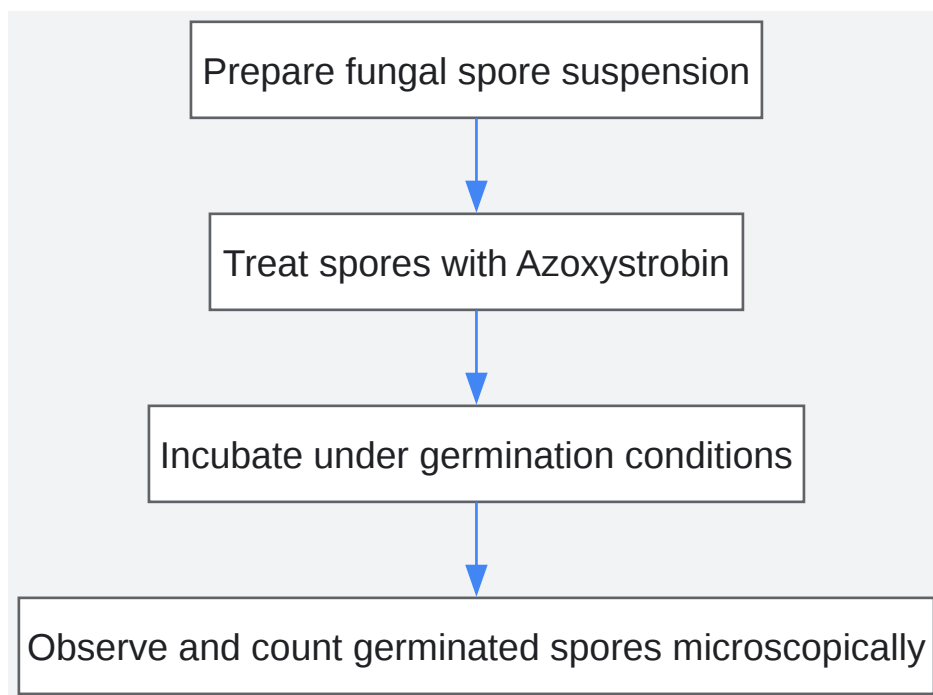 Prepare fungal spore suspension
Treat spores with Azoxystrobin
Incubate under germination conditions
Observe and count germinated spores microscopically